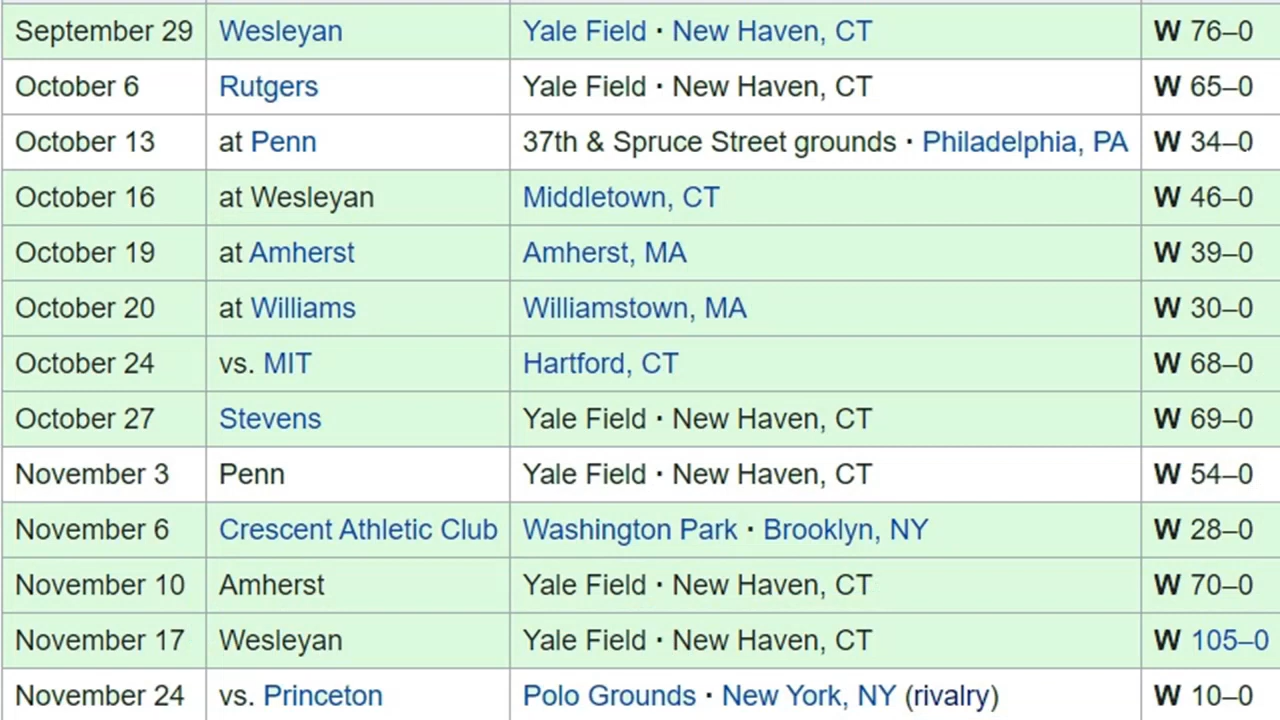 September 29 Wesleyan Yale Field · New Haven, CT W 76–0
October 6 Rutgers Yale Field · New Haven, CT W 65–0
October 13 at Penn 37th & Spruce Street grounds · Philadelphia, PA W 34–0
October 16 at Wesleyan Middletown, CT W 46–0
October 19 at Amherst Amherst, MA W 39–0
October 20 at Williams Williamstown, MA W 30–0
October 24 vs. MIT Hartford, CT W 68–0
October 27 Stevens Yale Field · New Haven, CT W 69–0
November 3 Penn Yale Field · New Haven, CT W 54–0
November 6 Crescent Athletic Club Washington Park · Brooklyn, NY W 28–0
November 10 Amherst Yale Field · New Haven, CT W 70–0
November 17 Wesleyan Yale Field · New Haven, CT W 105–0
November 24 vs. Princeton Polo Grounds · New York, NY (rivalry) W 10–0